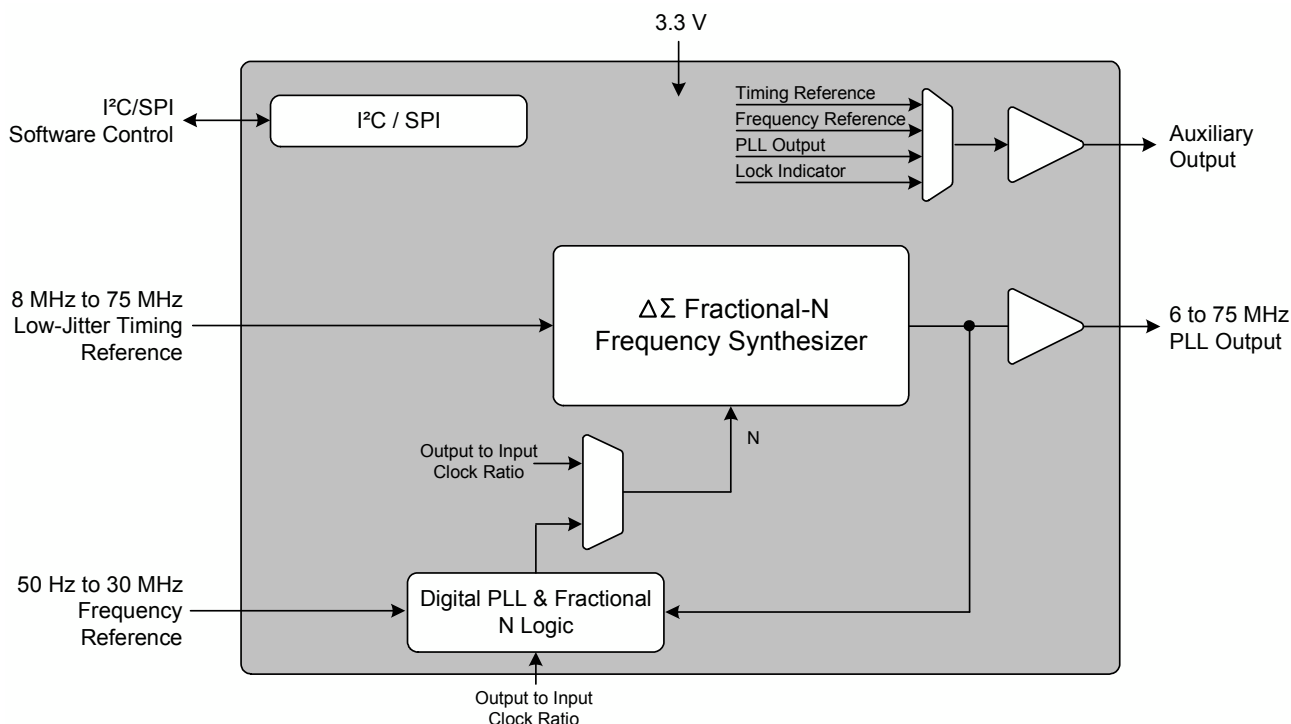 3.3 V
I²C/SPI
Software Control
I²C / SPI
Timing Reference
Frequency Reference
PLL Output
Lock Indicator
Auxiliary
Output
8 MHz to 75 MHz
Low-Jitter Timing
Reference
ΔΣ Fractional-N
Frequency Synthesizer
6 to 75 MHz
PLL Output
N
Output to Input
Clock Ratio
50 Hz to 30 MHz
Frequency
Reference
Digital PLL & Fractional
N Logic
Output to Input
Clock Ratio